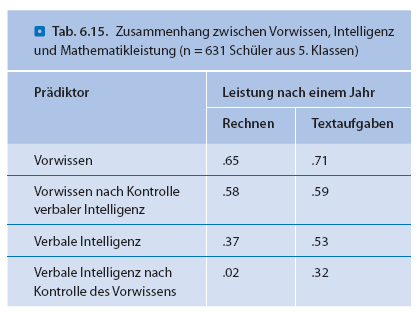 Tab. 6.15. Zusammenhang zwischen Vorwissen, Intelligenz
und Mathematikleistung (n = 631 Schüler aus 5. Klassen)
Prädiktor Leistung nach einem Jahr
Rechnen Textaufgaben
Vorwissen .65 .71
Vorwissen nach Kontrolle .58 .59
verbaler Intelligenz
Verbale Intelligenz .37 .53
Verbale Intelligenz nach .02 .32
Kontrolle des Vorwissens